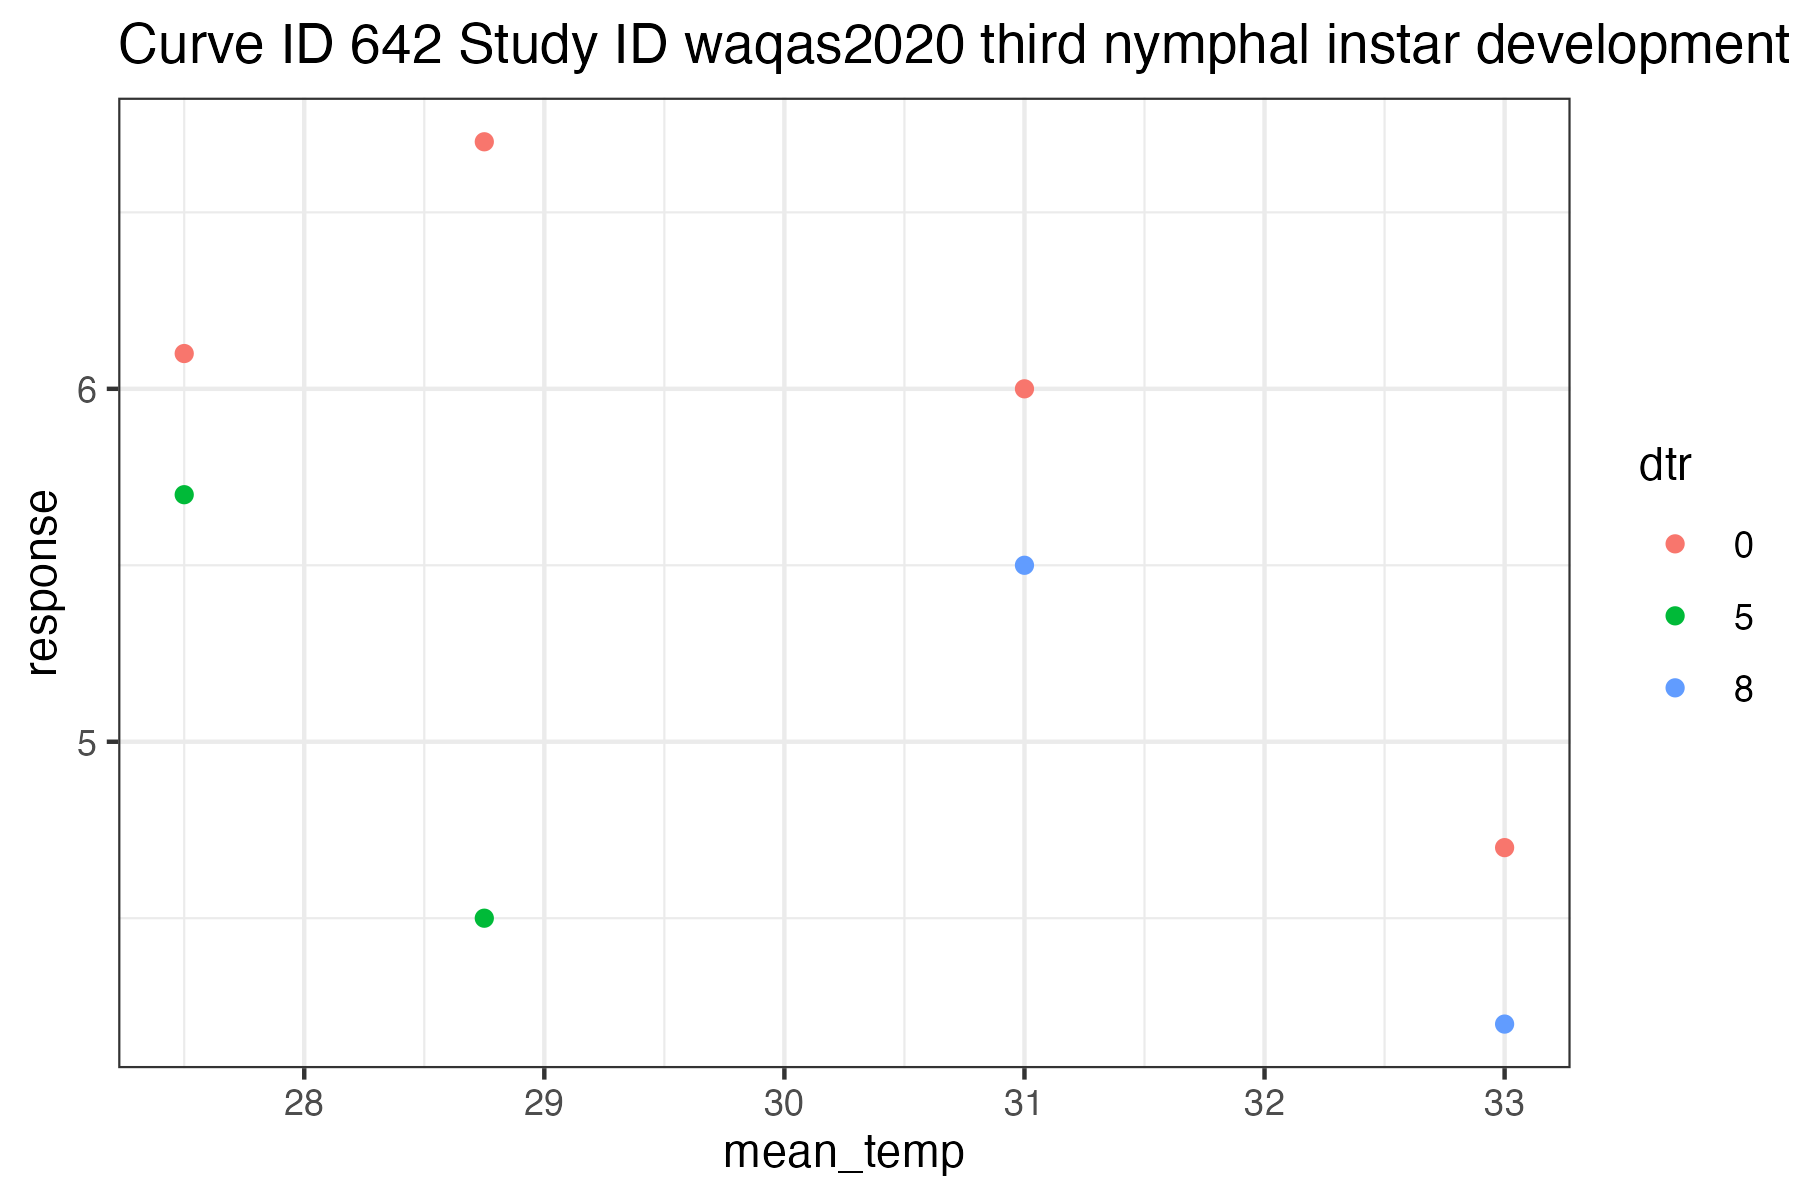 Curve ID 642 Study ID waqas2020 third nymphal instar development
response
6
5
28 29 30 31 32 33
mean_temp
dtr
0
5
8